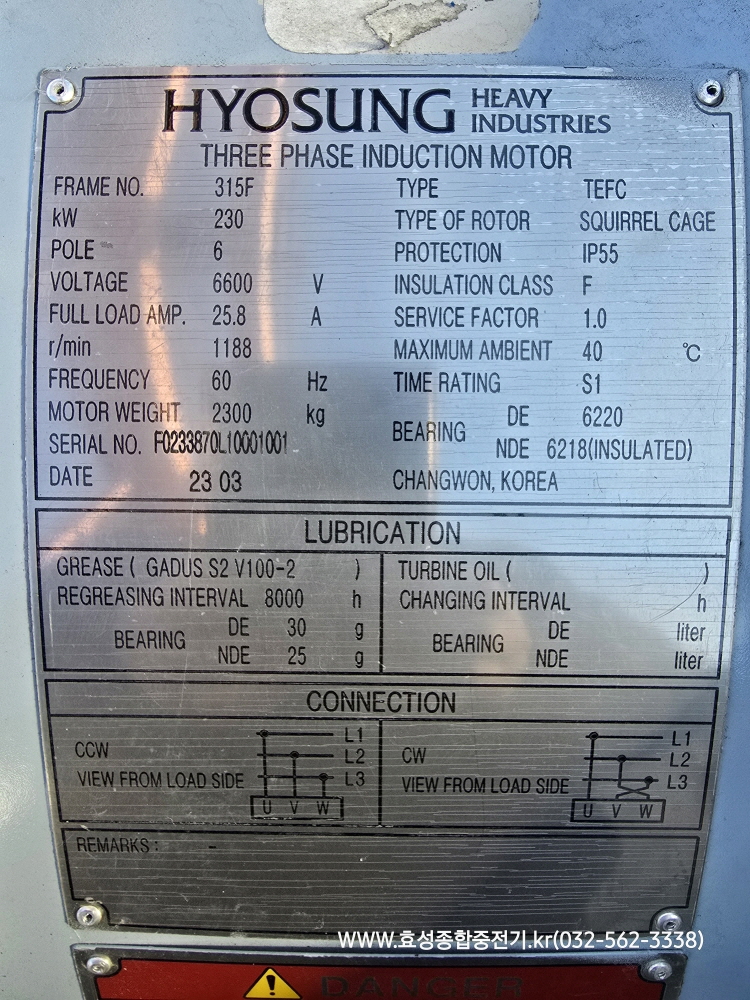 HYOSUNG HEAVY INDUSTRIES
THREE PHASE INDUCTION MOTOR
FRAME NO. 315F TYPE TEFC
kW 230 TYPE OF ROTOR SQUIRREL CAGE
POLE 6 PROTECTION IP55
VOLTAGE 6600 V INSULATION CLASS F
FULL LOAD AMP. 25.8 A SERVICE FACTOR 1.0
r/min 1188 MAXIMUM AMBIENT 40 ℃
FREQUENCY 60 Hz TIME RATING S1
MOTOR WEIGHT 2300 kg BEARING DE 6220
SERIAL NO. F0233870L10001001 NDE 6218(INSULATED)
DATE 23 03 CHANGWON, KOREA
LUBRICATION
GREASE ( GADUS S2 V100-2 ) TURBINE OIL ( )
REGREASING INTERVAL 8000 h CHANGING INTERVAL h
BEARING DE 30 g BEARING DE liter
NDE 25 g NDE liter
CONNECTION
CCW L1 L2 L3 CW L1 L2 L3
VIEW FROM LOAD SIDE VIEW FROM LOAD SIDE
U V W U V W
REMARKS : -
WWW.효성종합중전기.kr(032-562-3338)
DANGER